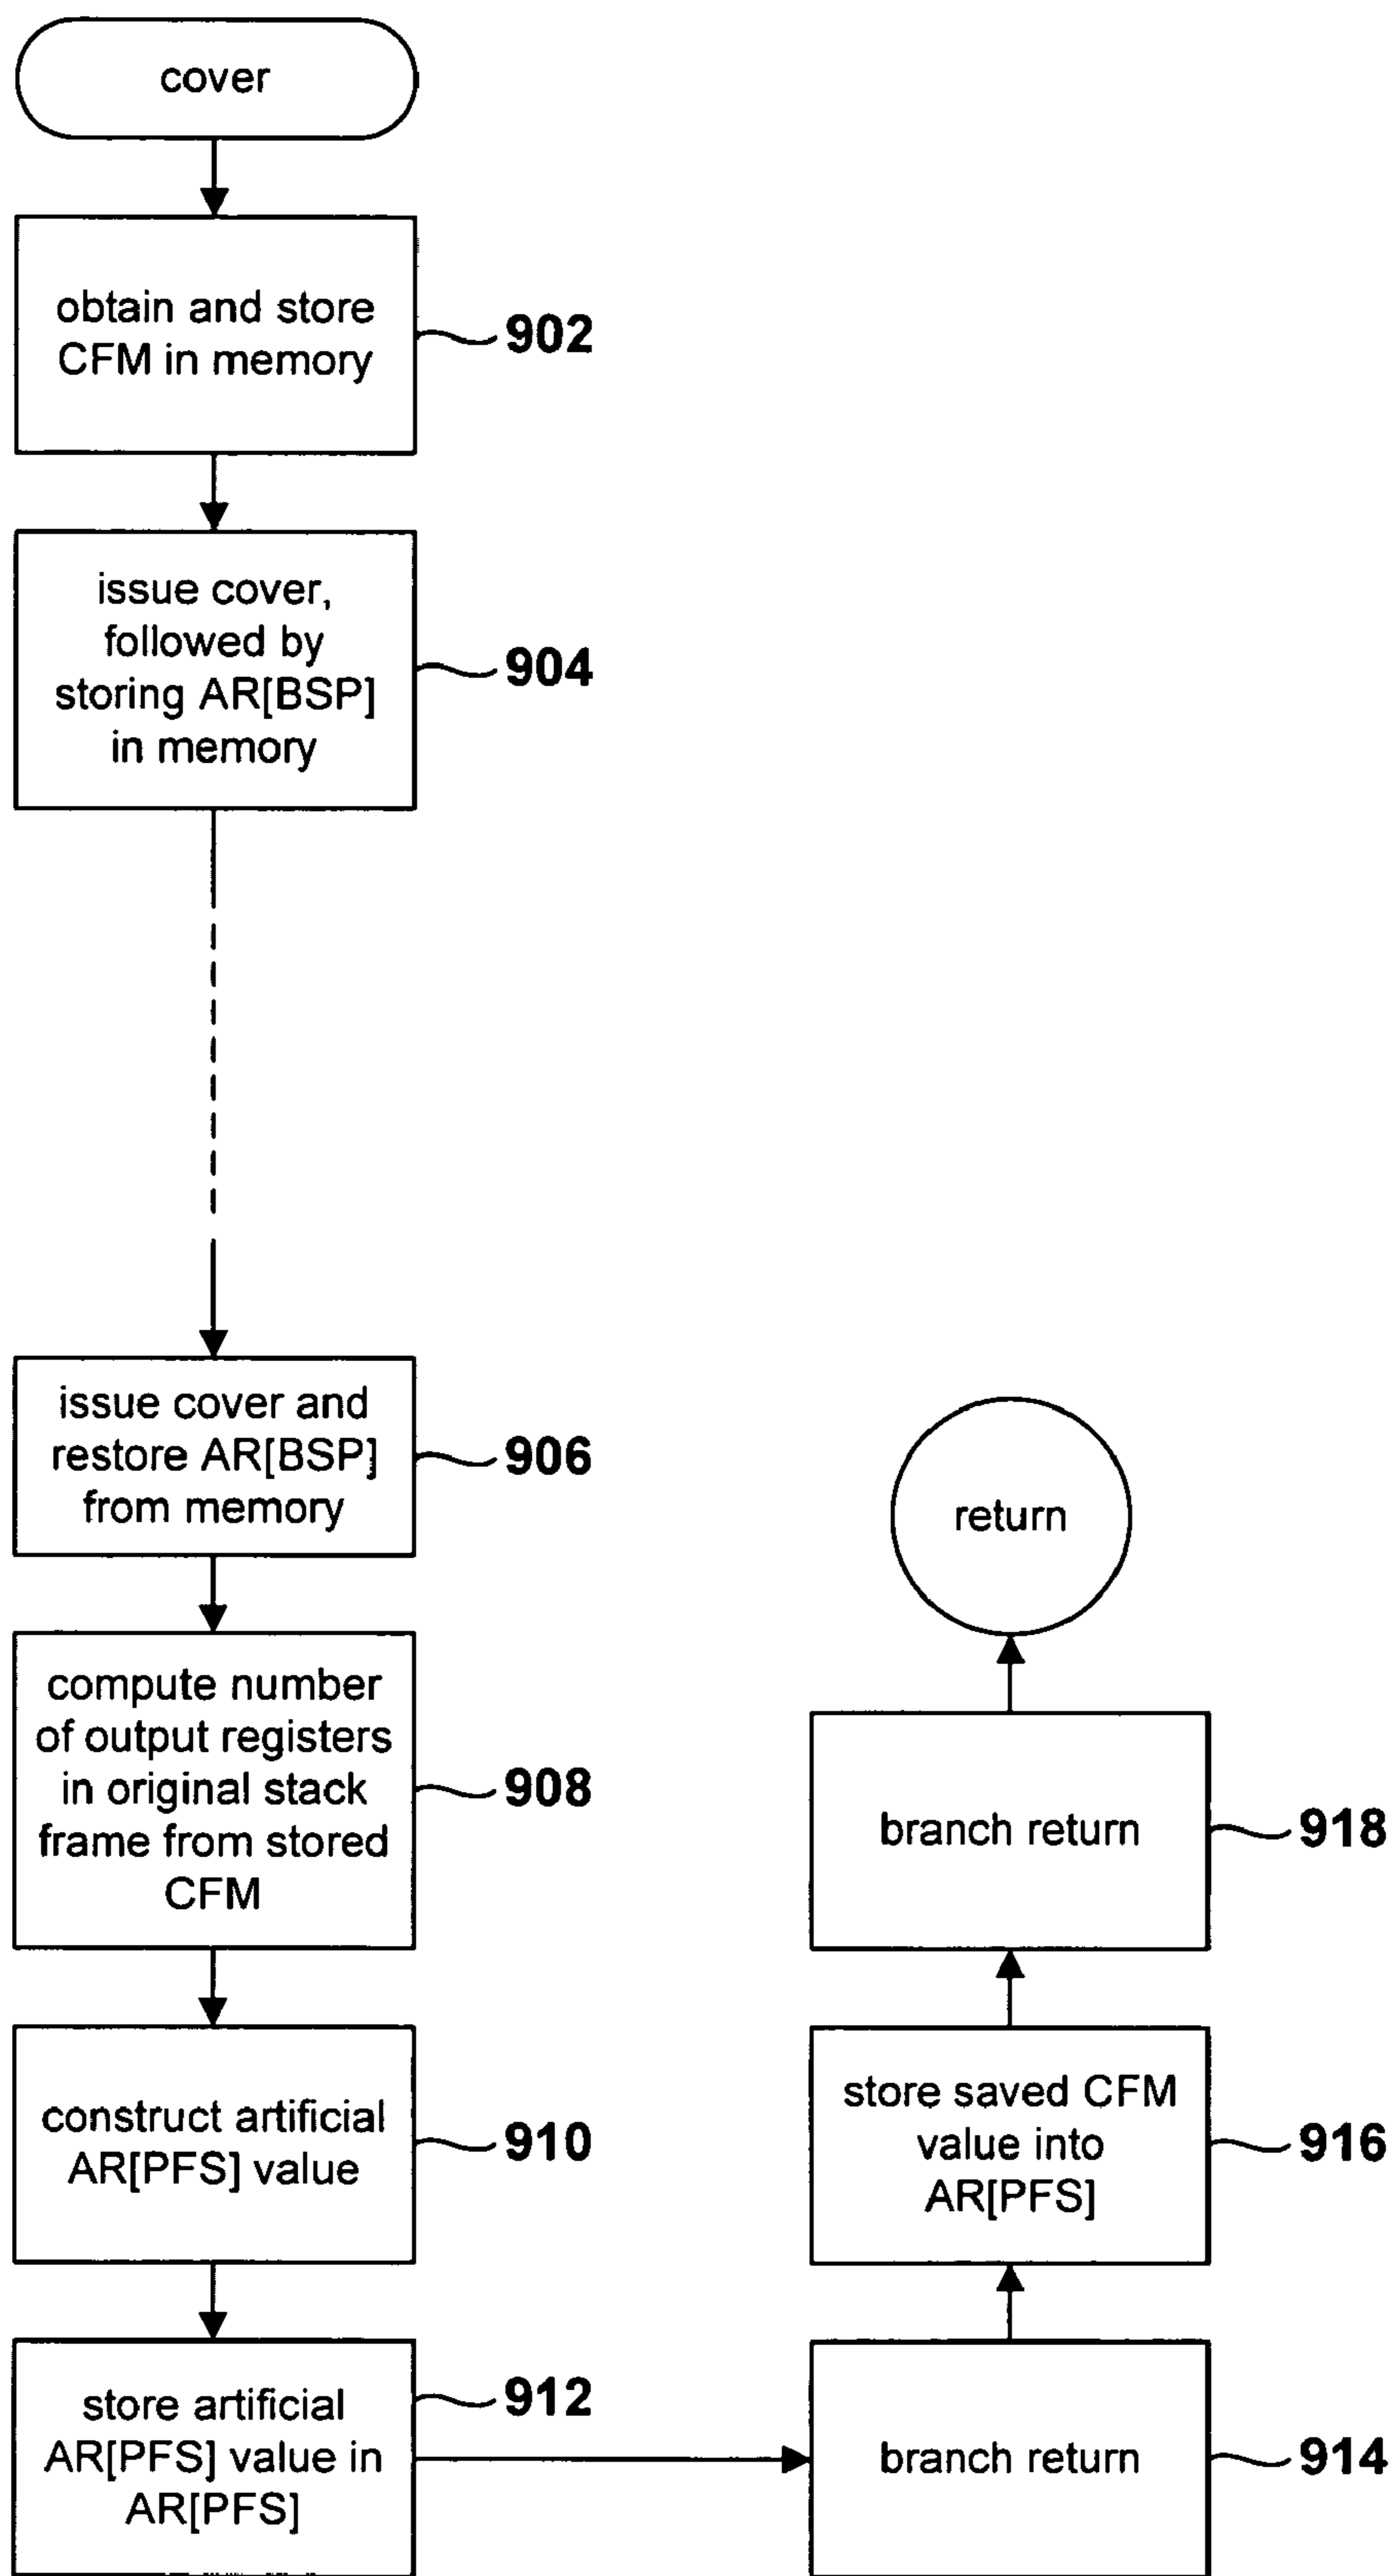 cover
obtain and store
CFM in memory
902
issue cover,
followed by
storing AR[BSP]
in memory
904
issue cover and
restore AR[BSP]
from memory
906
compute number
of output registers
in original stack
frame from stored
CFM
908
construct artificial
AR[PFS] value
910
store artificial
AR[PFS] value in
AR[PFS]
912
branch return
914
store saved CFM
value into
AR[PFS]
916
branch return
918
return